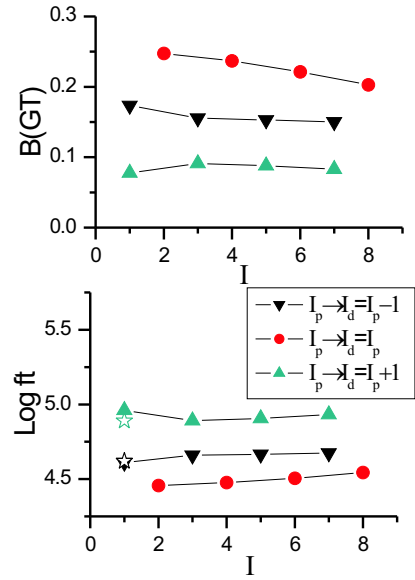 0.3
0.2
0.1
0.0
B(GT)
0 2 4 6 8
I
I_p→I_d=I_p-1
I_p→I_d=I_p
I_p→I_d=I_p+1
5.5
5.0
4.5
Log ft
0 2 4 6 8
I